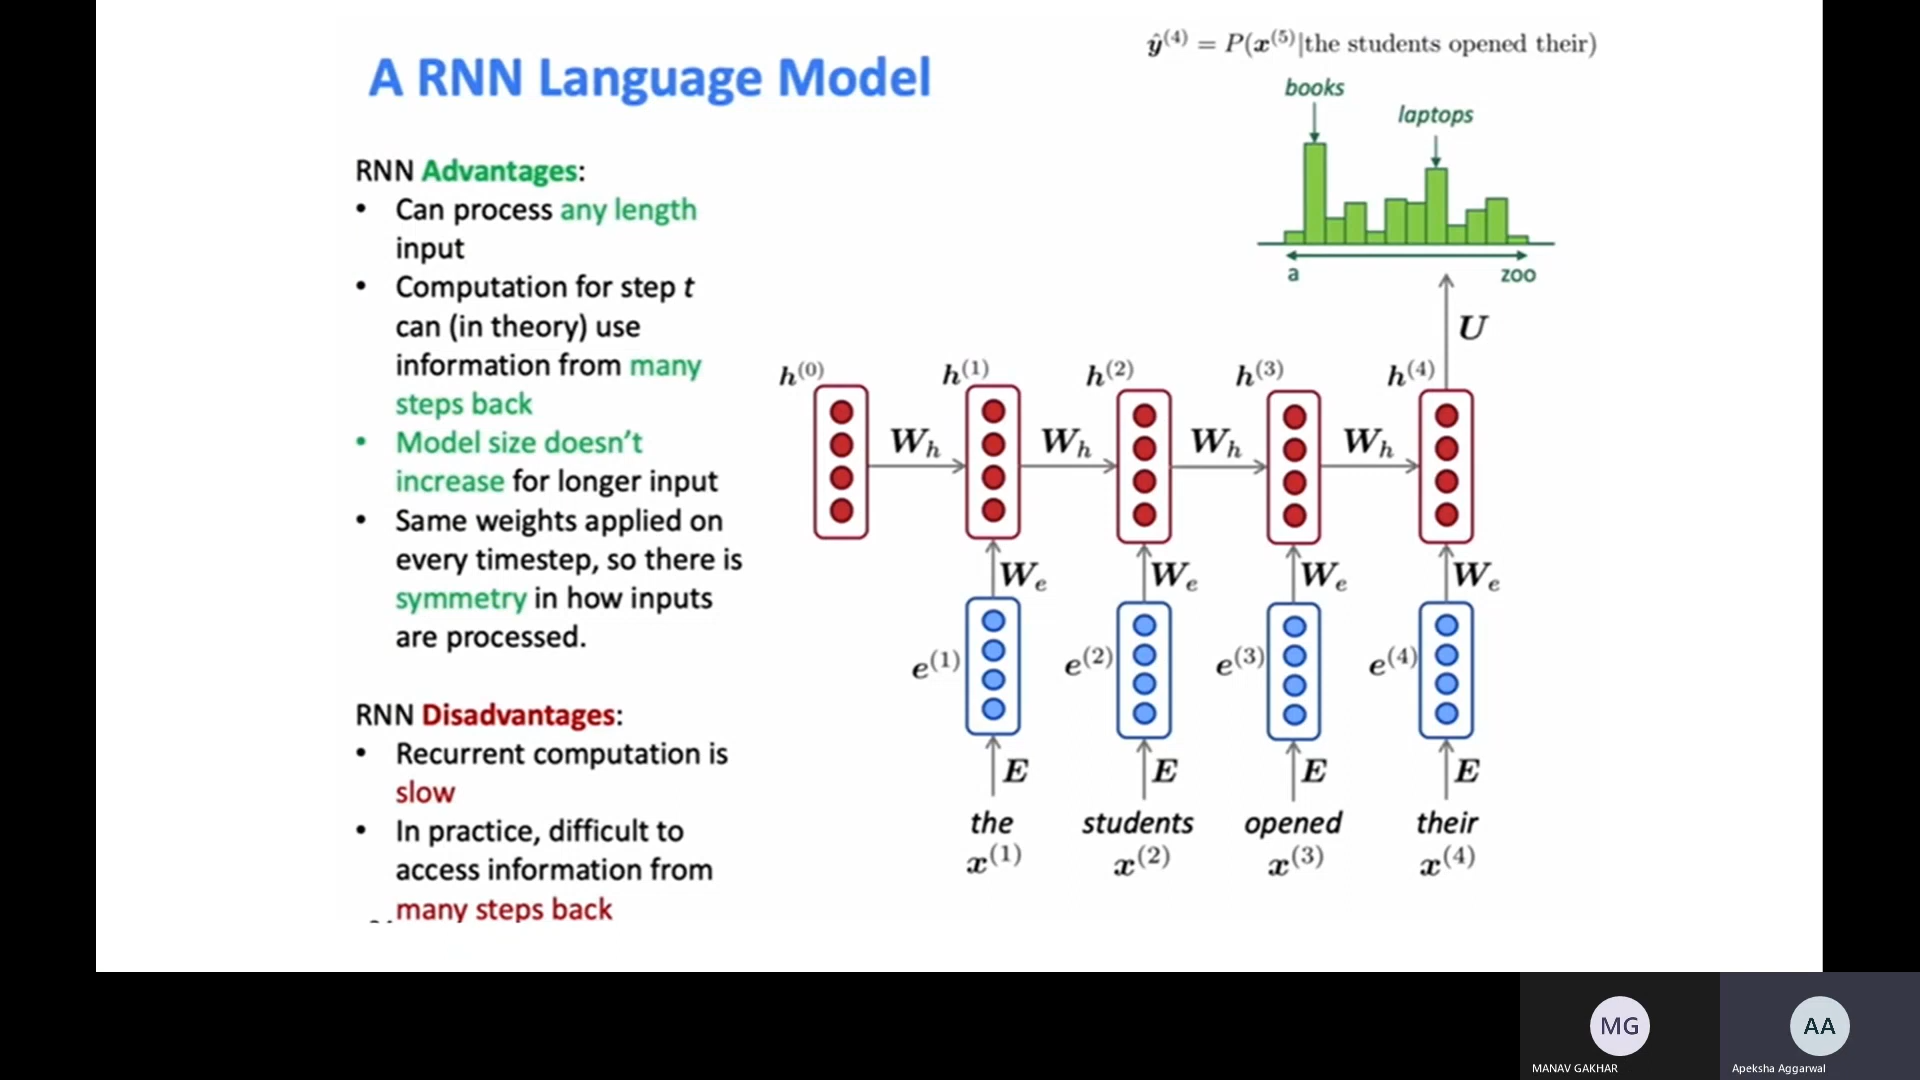 A RNN Language Model
RNN Advantages:
• Can process any length
input
• Computation for step t
can (in theory) use
information from many
steps back
• Model size doesn't
increase for longer input
• Same weights applied on
every timestep, so there is
symmetry in how inputs
are processed.
RNN Disadvantages:
• Recurrent computation is
slow
• In practice, difficult to
access information from
many steps back
ŷ⁽⁴⁾ = P(x⁽⁵⁾|the students opened their)
books
laptops
a zoo
U
h⁽⁰⁾ h⁽¹⁾ h⁽²⁾ h⁽³⁾ h⁽⁴⁾
Wₕ Wₕ Wₕ Wₕ
Wₑ Wₑ Wₑ Wₑ
e⁽¹⁾ e⁽²⁾ e⁽³⁾ e⁽⁴⁾
E E E E
the students opened their
x⁽¹⁾ x⁽²⁾ x⁽³⁾ x⁽⁴⁾
MG AA
MANAV GAKHAR Apeksha Aggarwal